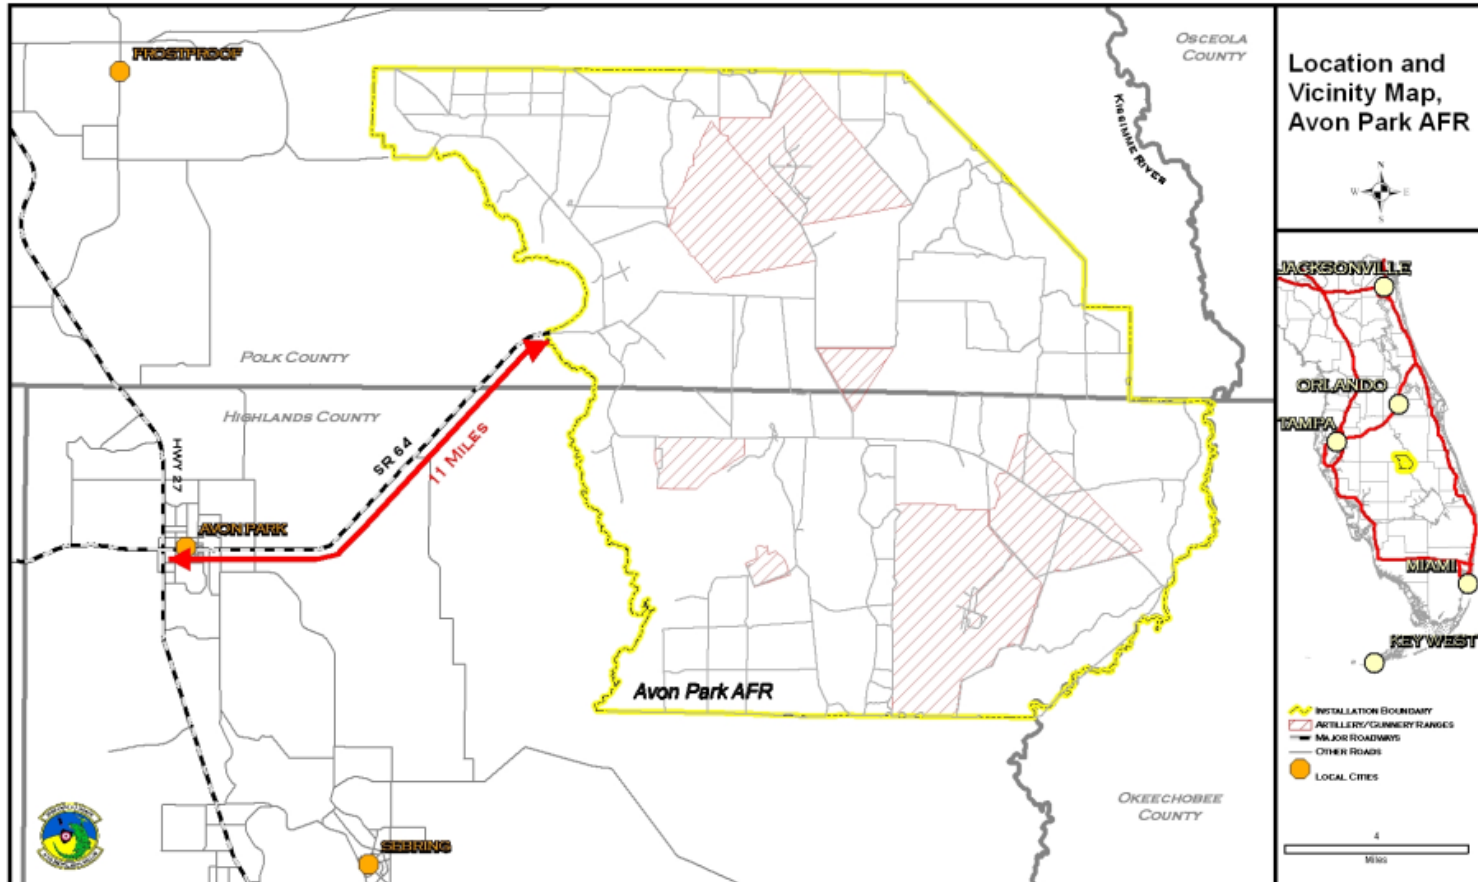 FROSTPROOF
OSCEOLA
COUNTY
KISSIMME RIVER
POLK COUNTY
HIGHLANDS COUNTY
HWY 27
SR 64
11 MILES
AVON PARK
Avon Park AFR
OKEECHOBEE
COUNTY
SEBRING
Location and
Vicinity Map,
Avon Park AFR
N
W
E
S
JACKSONVILLE
ORLANDO
TAMPA
MIAMI
KEY WEST
INSTALLATION BOUNDARY
ARTILLERY/GUNNERY RANGES
MAJOR ROADWAYS
OTHER ROADS
LOCAL CITIES
4
Miles